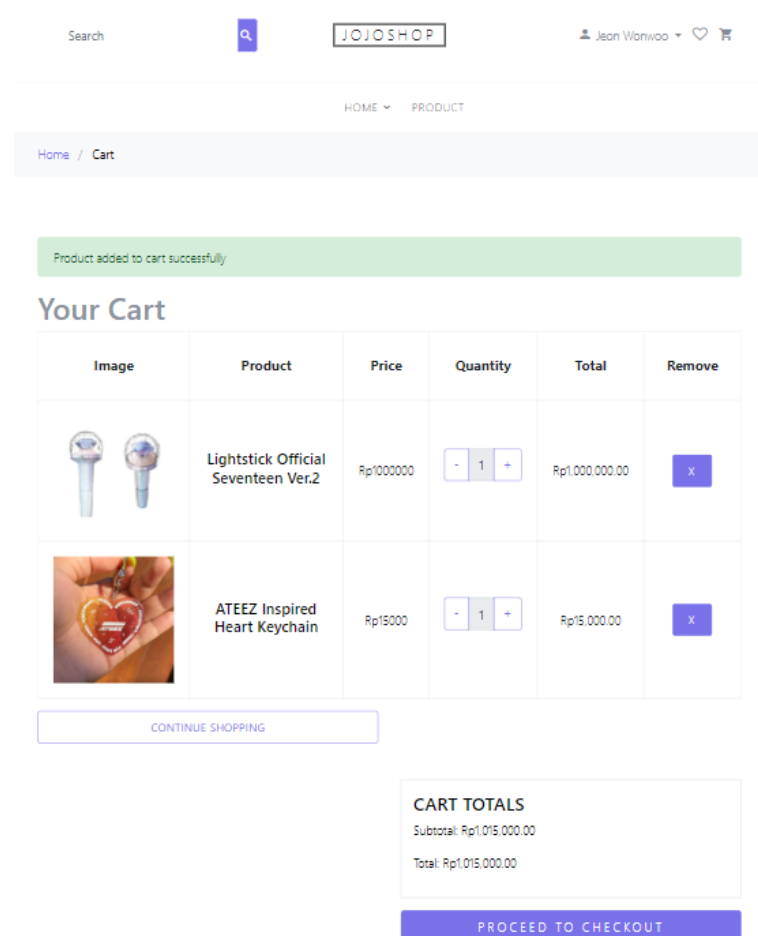 Search
JOJOSHOP
Jeon Wonwoo
HOME
PRODUCT
Home / Cart
Product added to cart successfully
Your Cart
Image Product Price Quantity Total Remove
Lightstick Official
Seventeen Ver.2
Rp1000000
- 1 +
Rp1,000,000.00
X
ATEEZ
ATEEZ Inspired
Heart Keychain
Rp15000
- 1 +
Rp15,000.00
X
CONTINUE SHOPPING
CART TOTALS
Subtotal: Rp1,015,000.00
Total: Rp1,015,000.00
PROCEED TO CHECKOUT